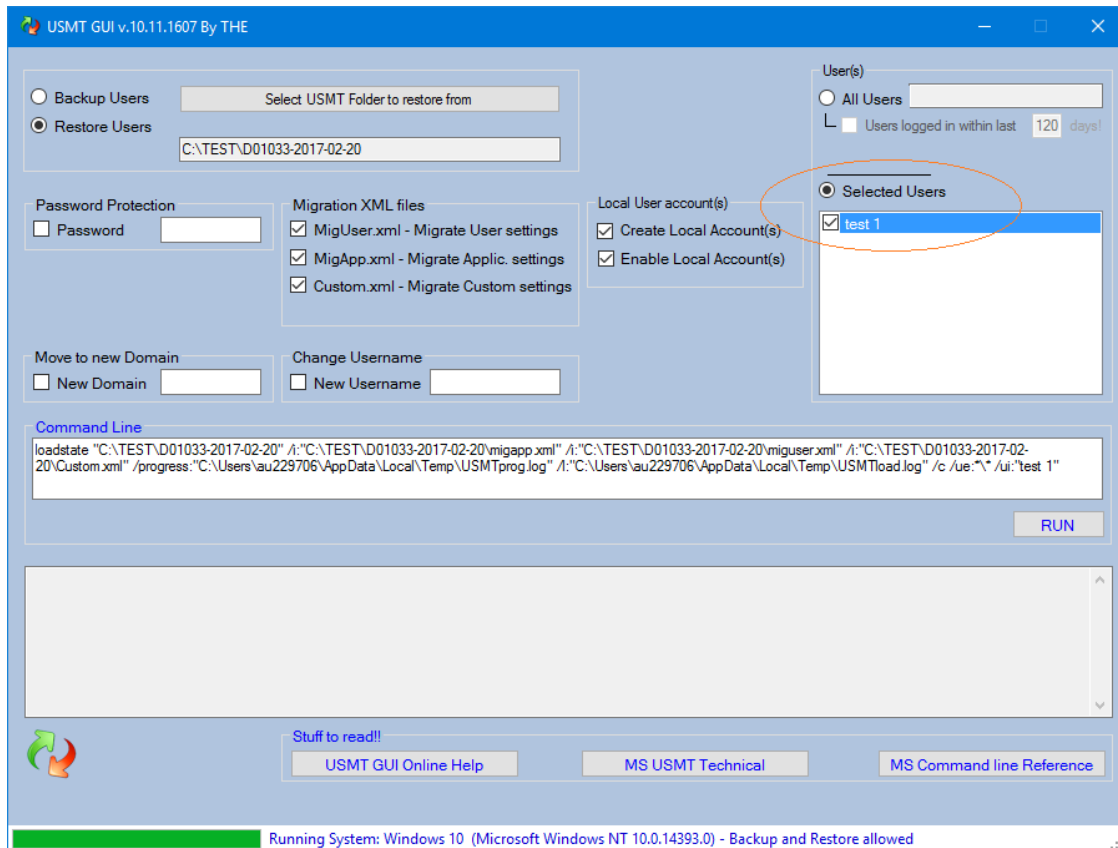 USMT GUI v.10.11.1607 By THE
Backup Users
Select USMT Folder to restore from
Restore Users
C:\TEST\D01033-2017-02-20
User(s)
All Users
Users logged in within last 120 days!
Selected Users
test 1
Password Protection
Password
Migration XML files
MigUser.xml - Migrate User settings
MigApp.xml - Migrate Applic. settings
Custom.xml - Migrate Custom settings
Local User account(s)
Create Local Account(s)
Enable Local Account(s)
Move to new Domain
New Domain
Change Username
New Username
Command Line
loadstate "C:\TEST\D01033-2017-02-20" /i:"C:\TEST\D01033-2017-02-20\migapp.xml" /i:"C:\TEST\D01033-2017-02-20\miguser.xml" /i:"C:\TEST\D01033-2017-02-
20\Custom.xml" /progress:"C:\Users\au229706\AppData\Local\Temp\USMTprog.log" /l:"C:\Users\au229706\AppData\Local\Temp\USMTload.log" /c /ue:*\* /ui:"test 1"
RUN
Stuff to read!!
USMT GUI Online Help
MS USMT Technical
MS Command line Reference
Running System: Windows 10 (Microsoft Windows NT 10.0.14393.0) - Backup and Restore allowed